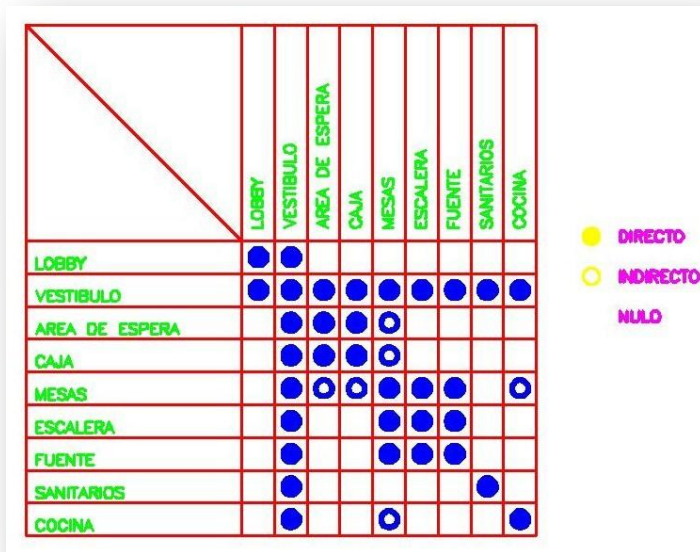 LOBBY
VESTIBULO
AREA DE ESPERA
CAJA
MESAS
ESCALERA
FUENTE
SANITARIOS
COCINA
LOBBY
VESTIBULO
AREA DE ESPERA
CAJA
MESAS
ESCALERA
FUENTE
SANITARIOS
COCINA
DIRECTO
INDIRECTO
NULO